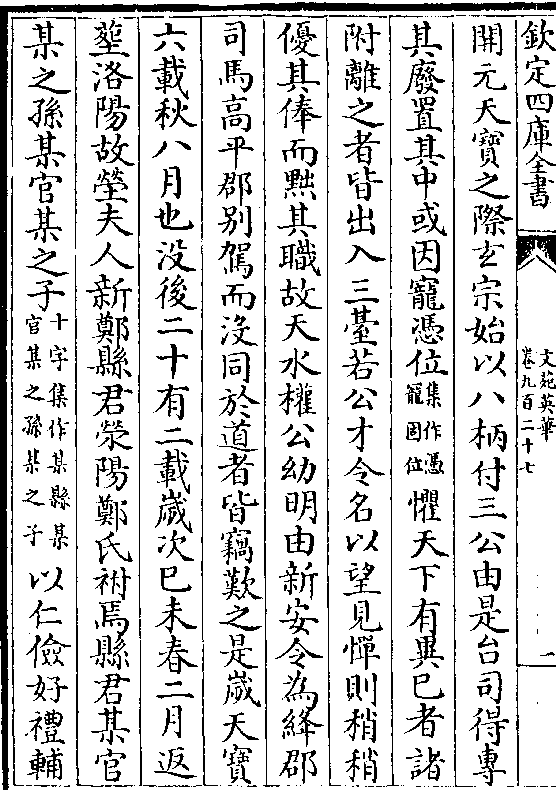 欽定四庫全書
文苑英華
卷九百二十七
一
開元天寶之際玄宗始以八柄付三公由是台司得專
其廢置其中或因寵憑位集作憑寵固位懼天下有異已者諸
附離之者皆出入三臺若公才令名以望見憚則稍稍
優其俸而黜其職故天水權公幼明由新安令為絳郡
司馬高平郡别駕而沒同於道者皆竊歎之是歲天寶
六載秋八月也没後二十有二載歲次已未春二月返
塟洛陽故塋夫人新鄭縣君滎陽鄭氏祔焉縣君某官
某之孫某官某之子十字集作某縣某官某之孫某之子以仁儉好禮輔